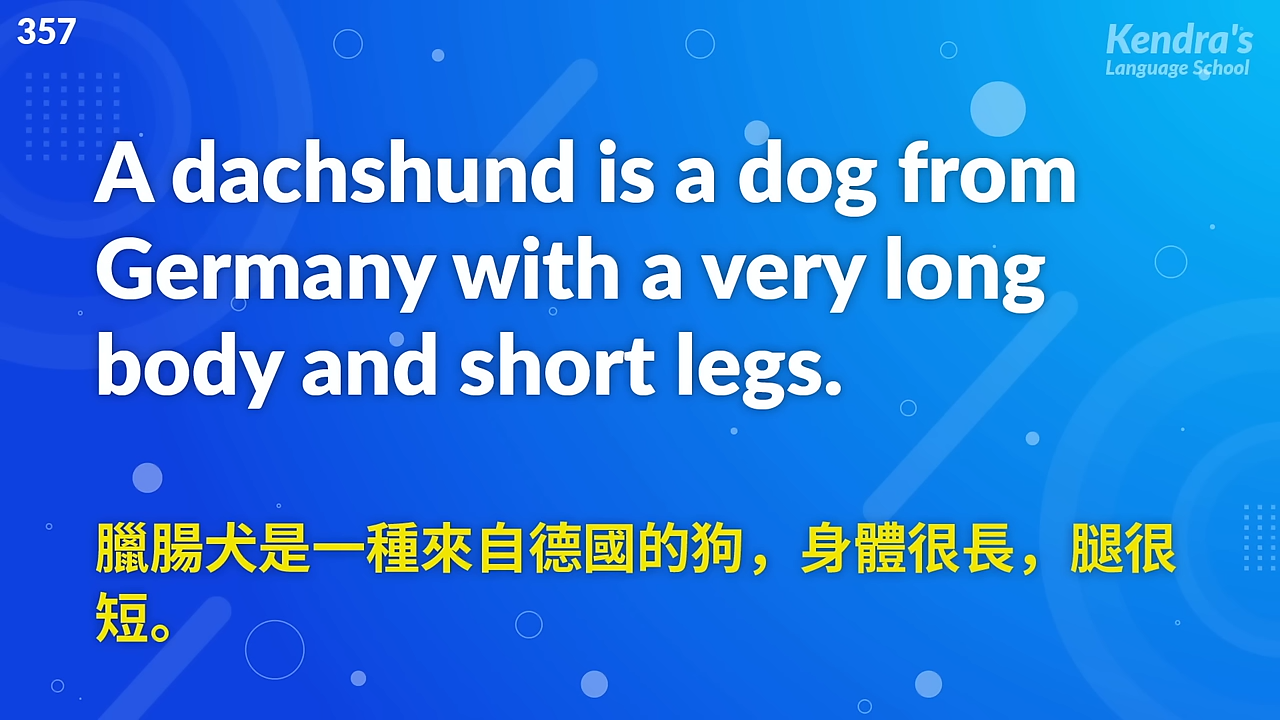 357
Kendra's
Language School
A dachshund is a dog from
Germany with a very long
body and short legs.
臘腸犬是一種來自德國的狗，身體很長，腿很
短。